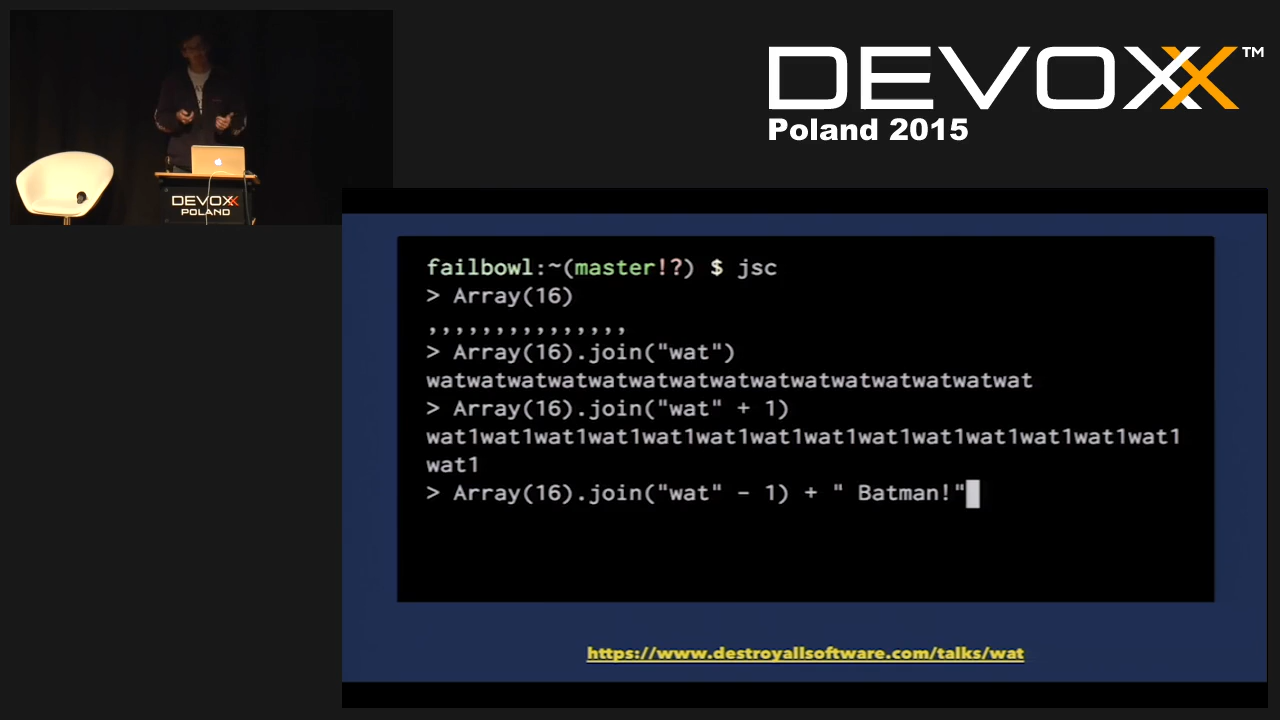 DEVOXX™
Poland 2015
DEVOXX
POLAND
failbowl:~(master!?) $ jsc
> Array(16)
,,,,,,,,,,,,,,,
> Array(16).join("wat")
watwatwatwatwatwatwatwatwatwatwatwatwatwatwat
> Array(16).join("wat" + 1)
wat1wat1wat1wat1wat1wat1wat1wat1wat1wat1wat1wat1wat1wat1
wat1
> Array(16).join("wat" - 1) + " Batman!"
https://www.destroyallsoftware.com/talks/wat